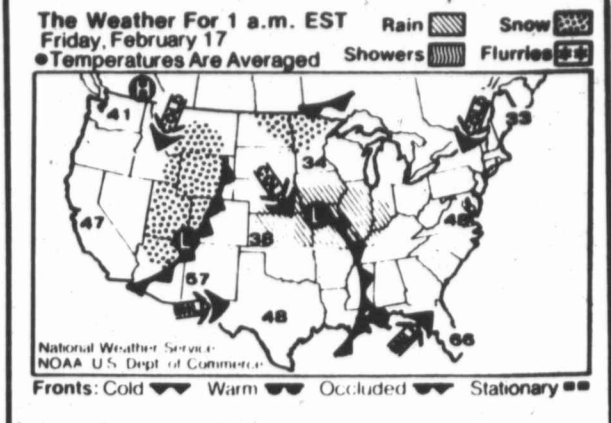 The Weather For 1 a.m. EST
Friday, February 17
•Temperatures Are Averaged
Rain
Snow
Showers
Flurries
H
41
33
34
47
L
L
48
38
57
48
66
National Weather Service
NOAA U.S. Dept. of Commerce
Fronts: Cold Warm Occluded Stationary